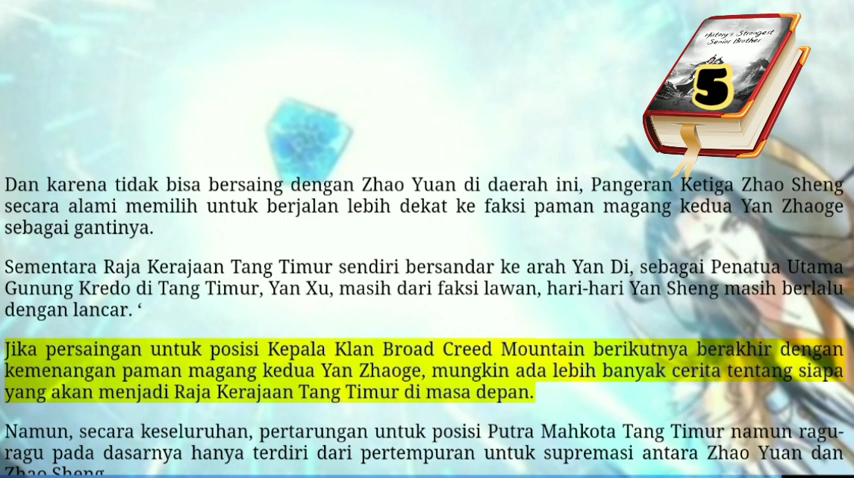 History's Strongest
Senior Brother
5
Dan karena tidak bisa bersaing dengan Zhao Yuan di daerah ini, Pangeran Ketiga Zhao Sheng
secara alami memilih untuk berjalan lebih dekat ke faksi paman magang kedua Yan Zhaoge
sebagai gantinya.
Sementara Raja Kerajaan Tang Timur sendiri bersandar ke arah Yan Di, sebagai Penatua Utama
Gunung Kredo di Tang Timur, Yan Xu, masih dari faksi lawan, hari-hari Yan Sheng masih berlalu
dengan lancar. ‘
Jika persaingan untuk posisi Kepala Klan Broad Creed Mountain berikutnya berakhir dengan
kemenangan paman magang kedua Yan Zhaoge, mungkin ada lebih banyak cerita tentang siapa
yang akan menjadi Raja Kerajaan Tang Timur di masa depan.
Namun, secara keseluruhan, pertarungan untuk posisi Putra Mahkota Tang Timur namun ragu-
ragu pada dasarnya hanya terdiri dari pertempuran untuk supremasi antara Zhao Yuan dan
Zhao Sheng